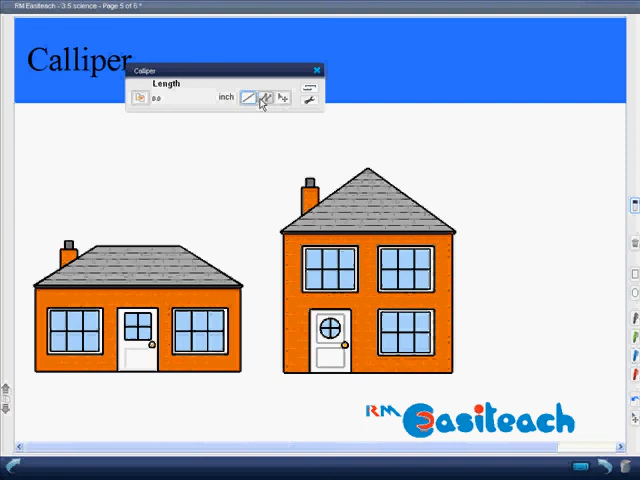 RM Easiteach - 3.5 science - Page 5 of 6 *
Calliper
Calliper
Length
0.0
inch
RM Easiteach